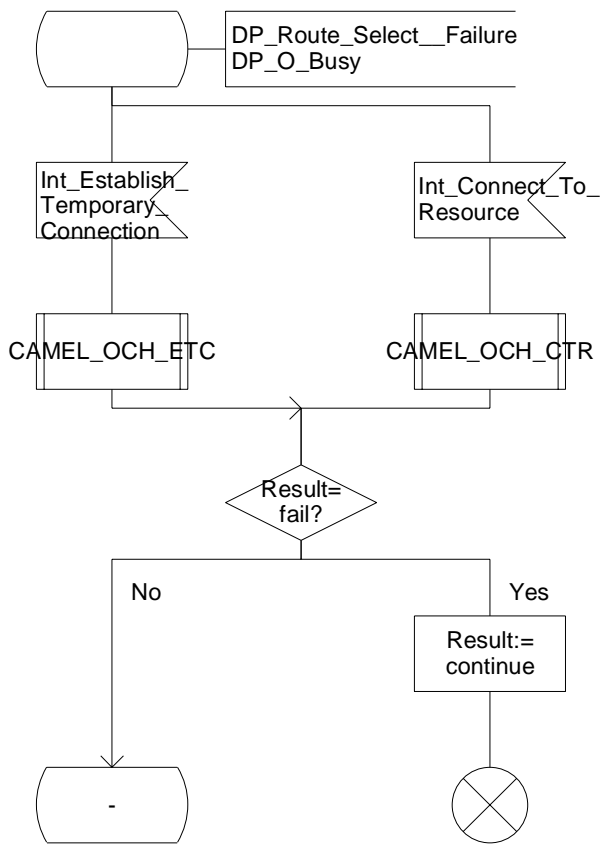 DP_Route_Select__Failure
DP_O_Busy
Int_Establish_
Temporary_
Connection
Int_Connect_To_
Resource
CAMEL_OCH_ETC
CAMEL_OCH_CTR
Result=
fail?
No
Yes
Result:=
continue
-